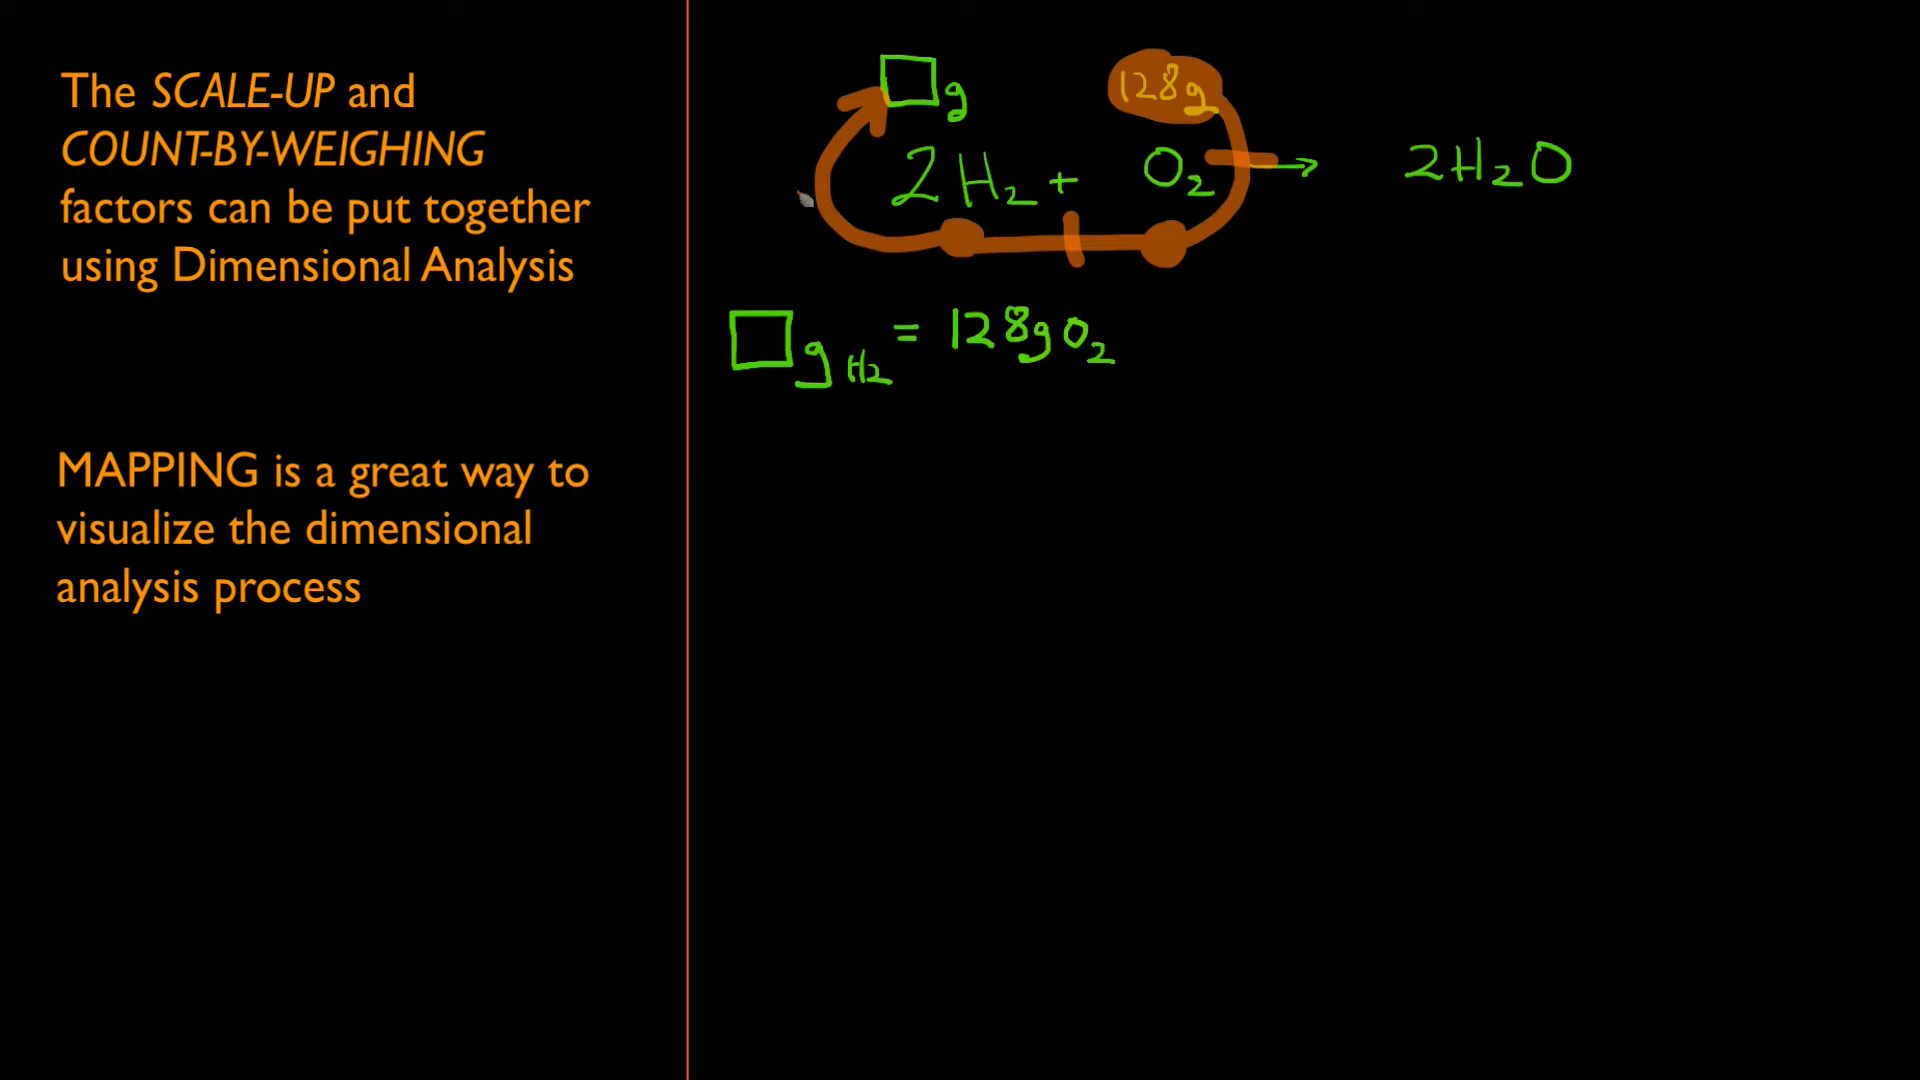 The SCALE-UP and
COUNT-BY-WEIGHING
factors can be put together
using Dimensional Analysis
MAPPING is a great way to
visualize the dimensional
analysis process
□ g 128g
2H₂ + O₂ → 2H₂O
□ g H₂ = 128g O₂